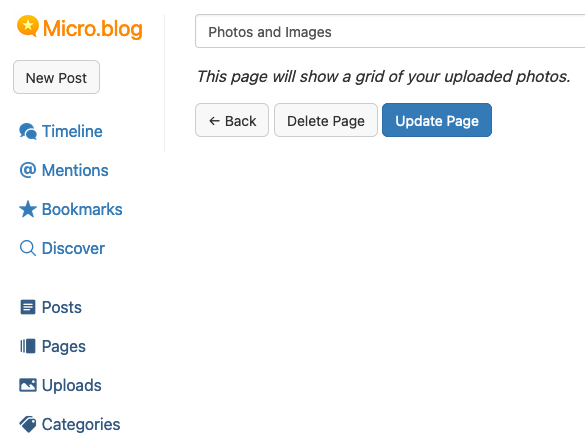 Micro.blog
New Post
Timeline
Mentions
Bookmarks
Discover
Posts
Pages
Uploads
Categories
Photos and Images
This page will show a grid of your uploaded photos.
← Back
Delete Page
Update Page